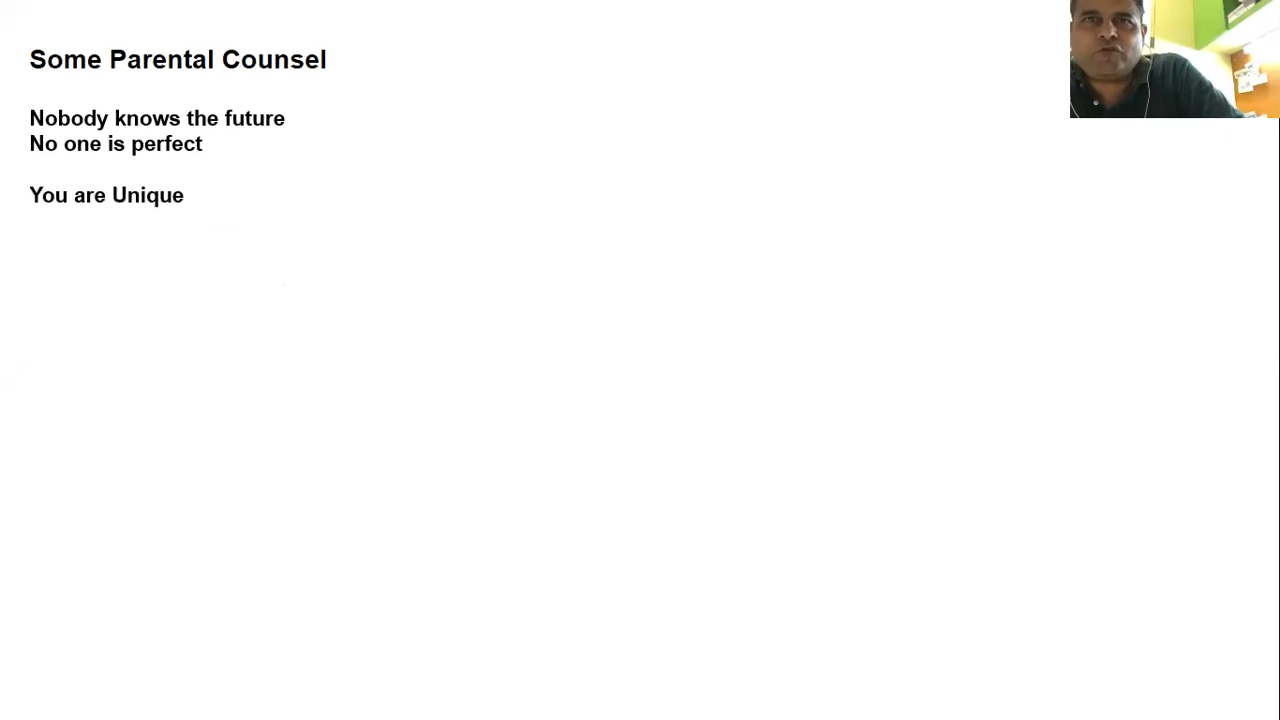 Some Parental Counsel
Nobody knows the future
No one is perfect
You are Unique